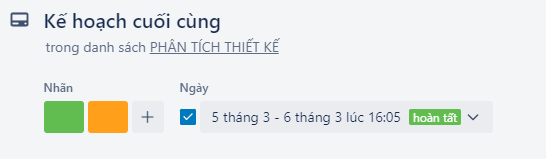 Kế hoạch cuối cùng
trong danh sách PHÂN TÍCH THIẾT KẾ
Nhãn
Ngày
5 tháng 3 - 6 tháng 3 lúc 16:05 hoàn tất